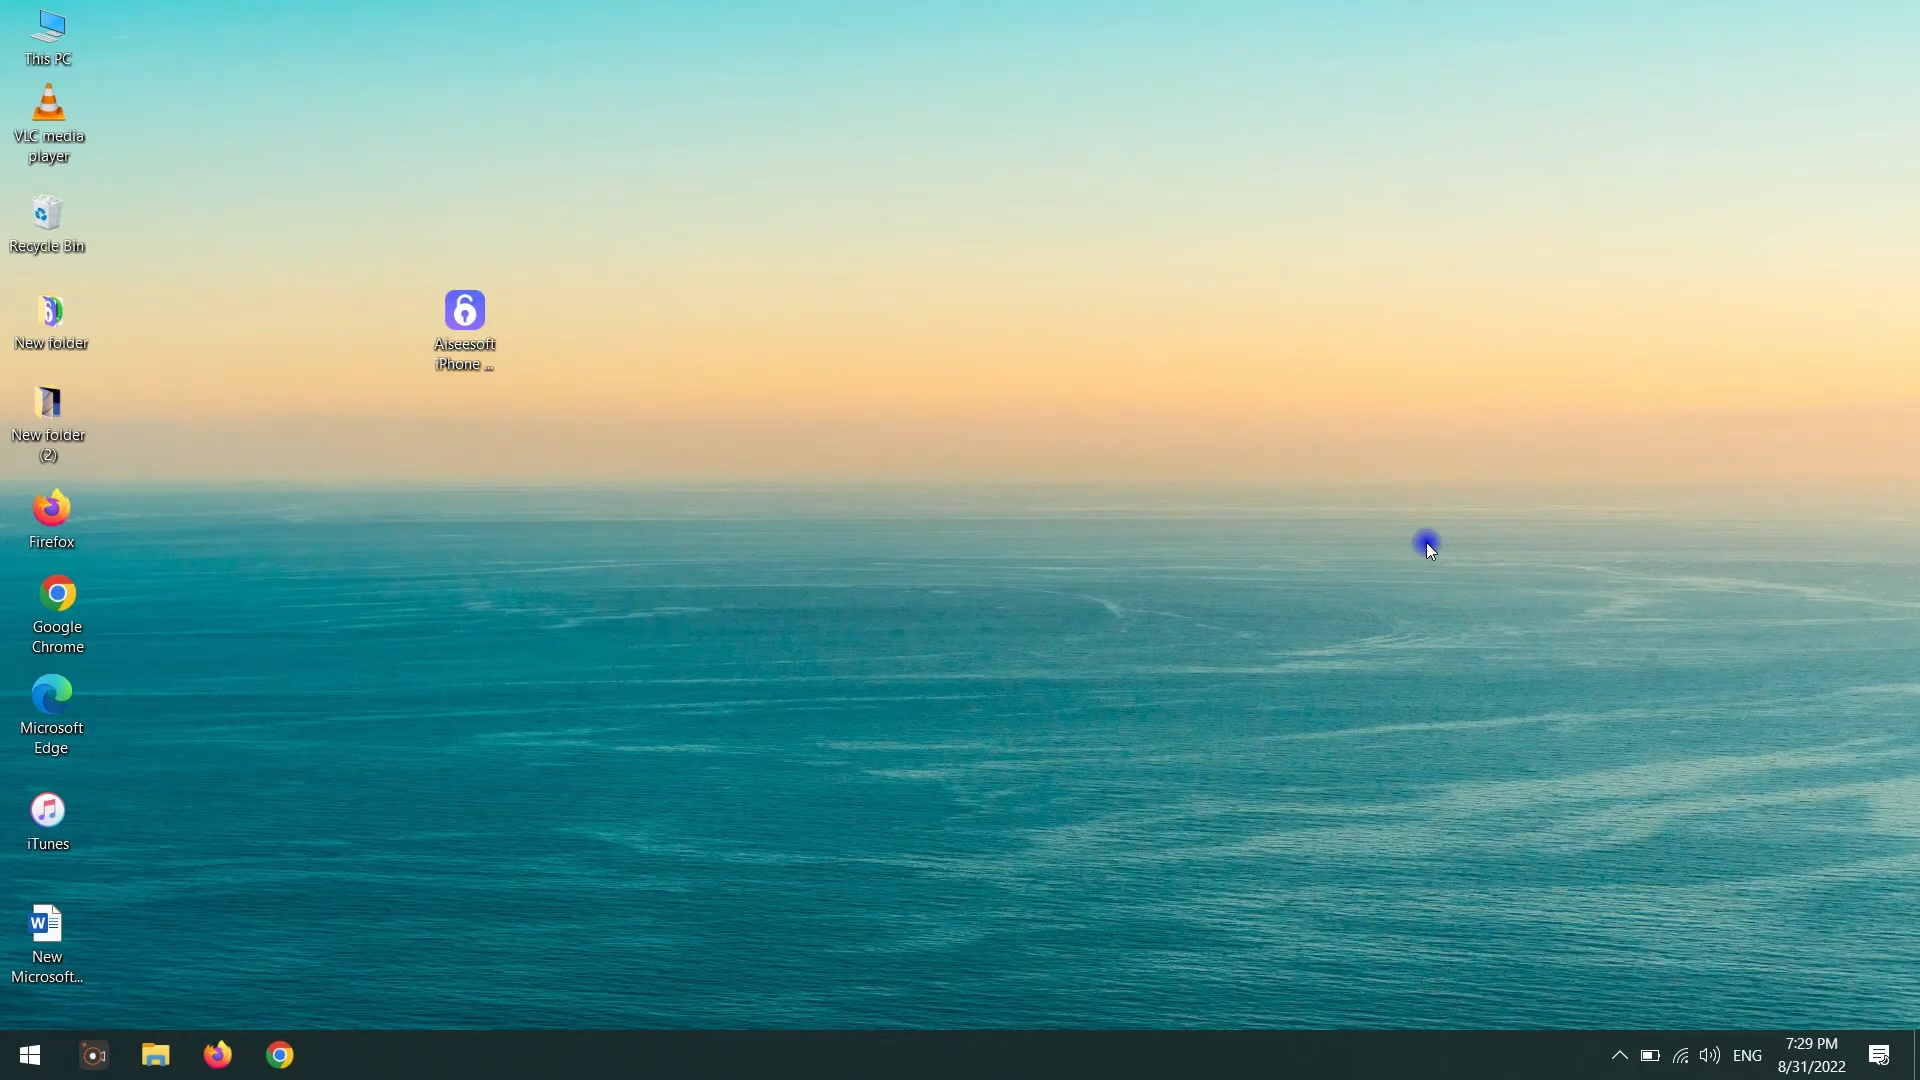 This PC
VLC media
player
Recycle Bin
New folder
New folder
(2)
Firefox
Google
Chrome
Microsoft
Edge
iTunes
W
New
Microsoft...
Aiseesoft
iPhone ...
ENG
7:29 PM
8/31/2022